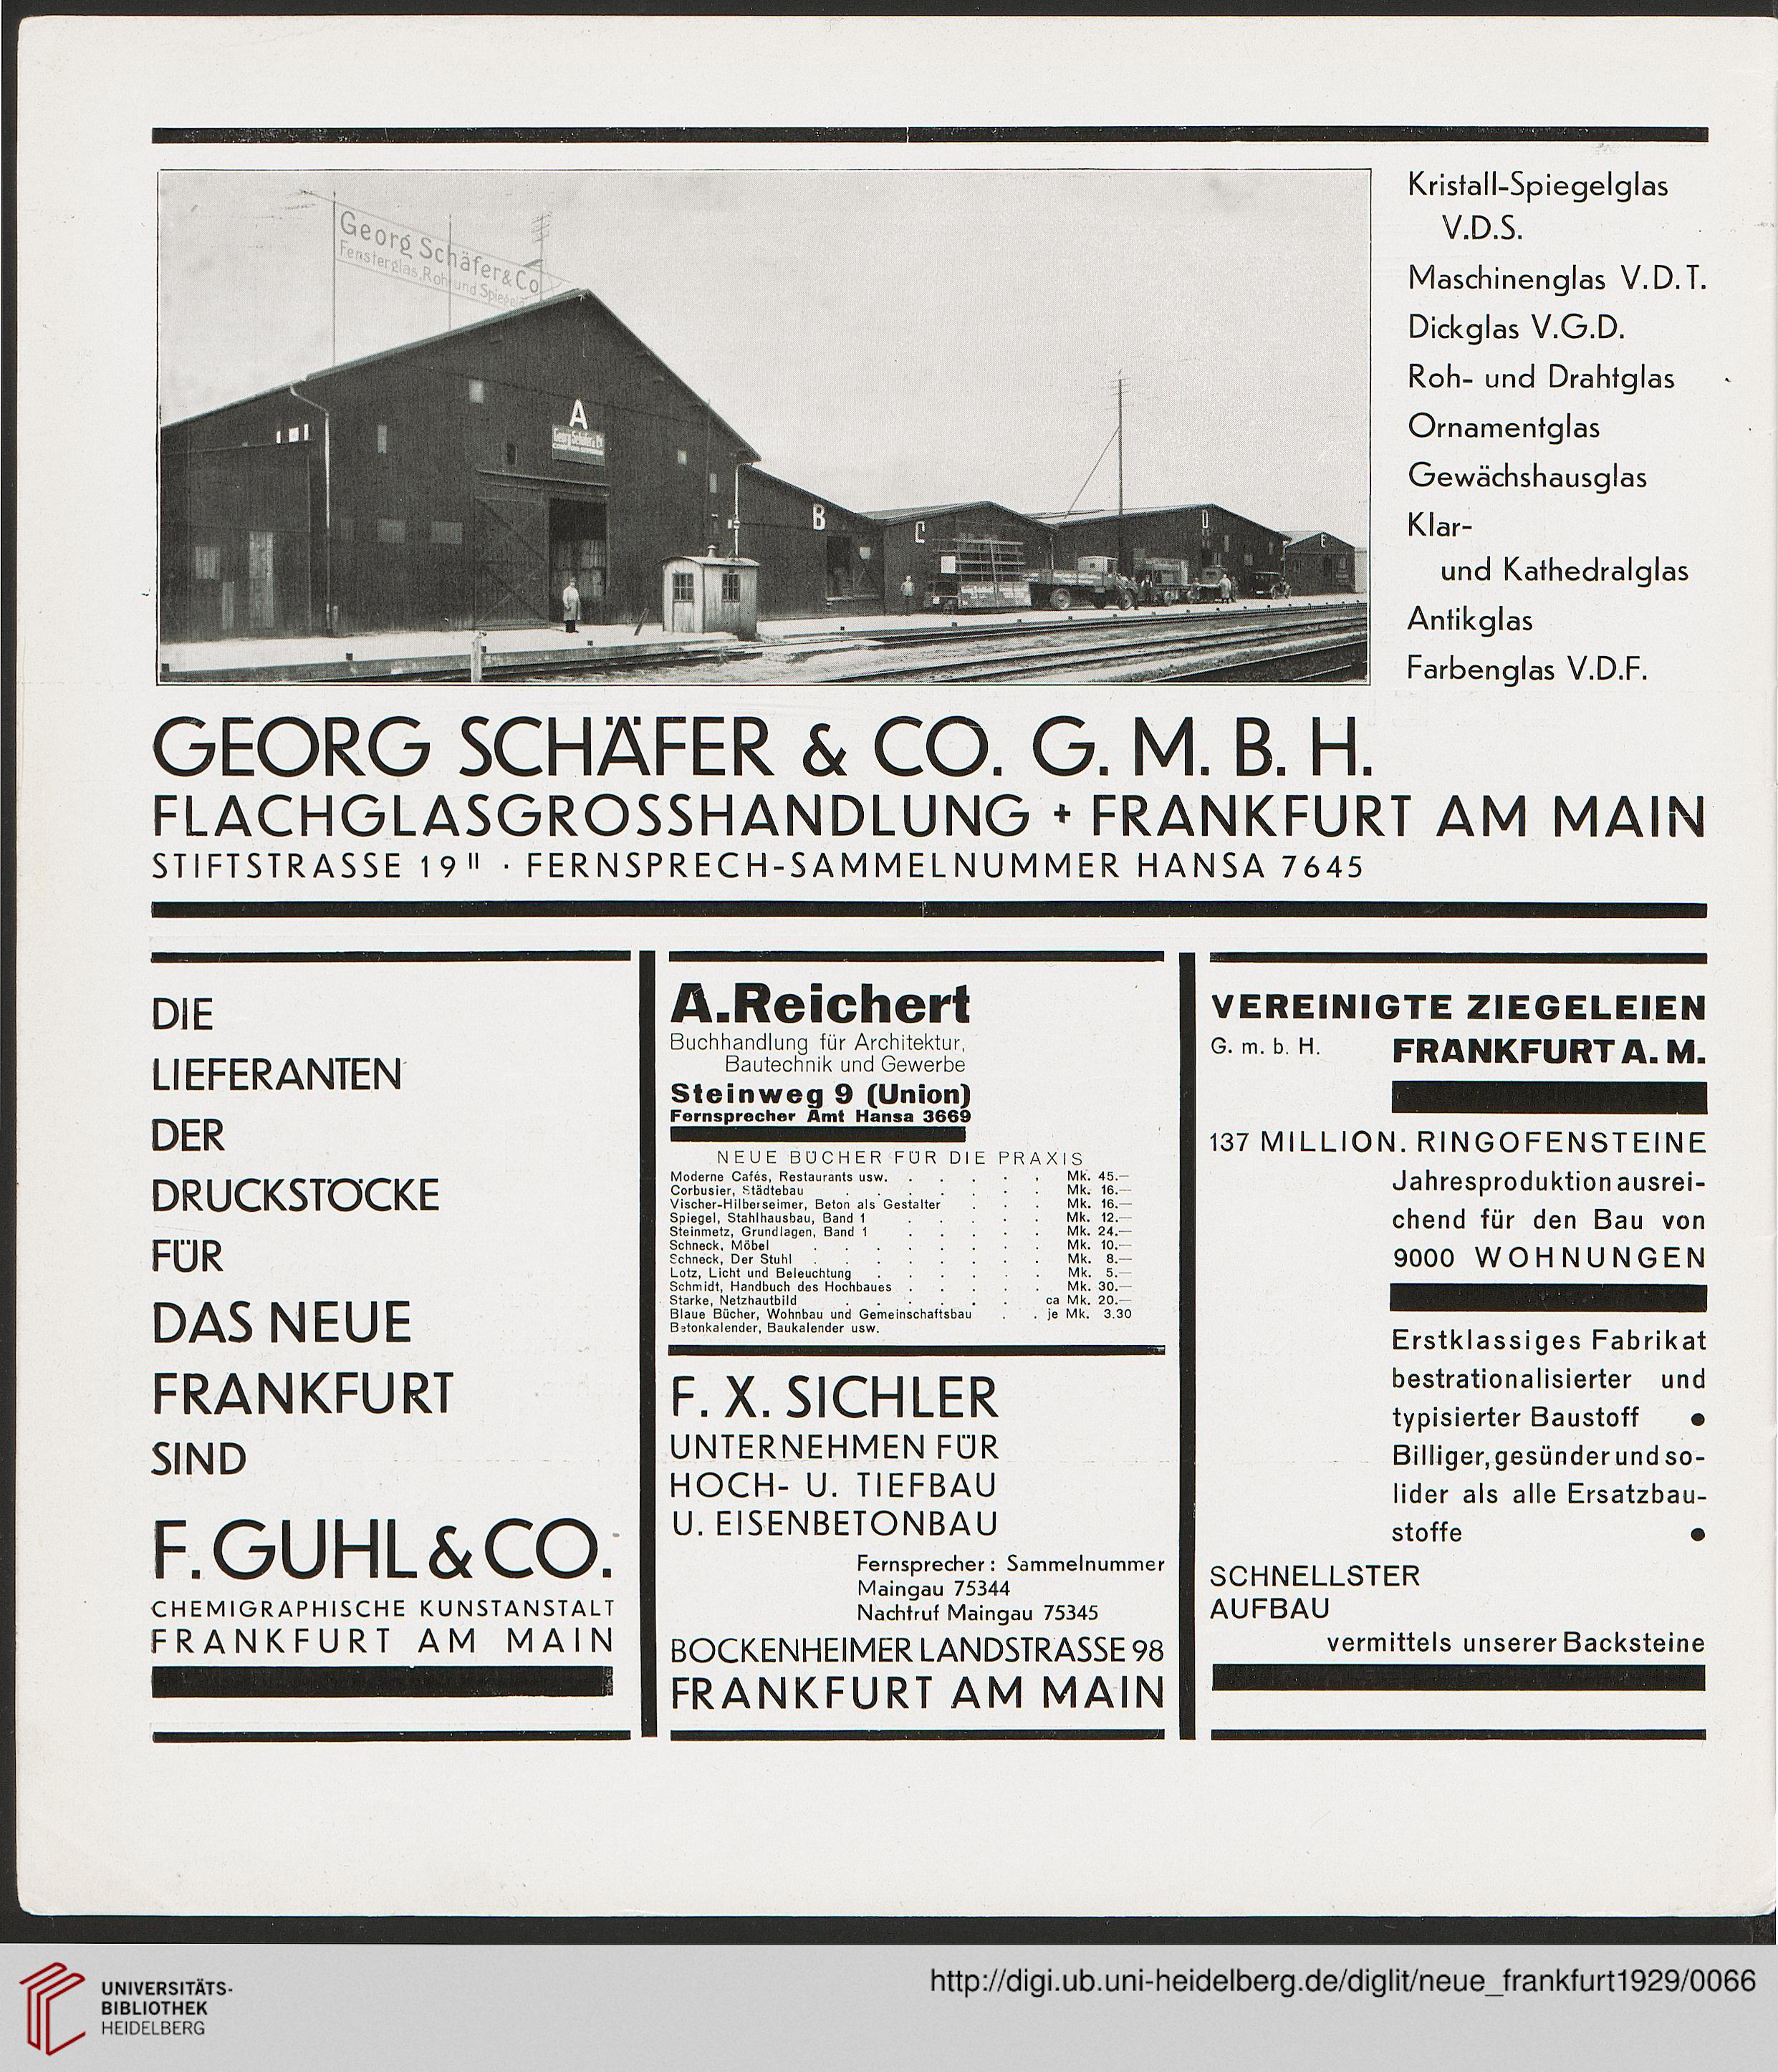 Georg Schäfer & Co
Fensterglas, Roh- und Spiegelg
A
Georg Schäfer & Co
B
C
D
E
Kristall-Spiegelglas
V.D.S.
Maschinenglas V.D.T.
Dickglas V.G.D.
Roh- und Drahtglas
Ornamentglas
Gewächshausglas
Klar-
und Kathedralglas
Antikglas
Farbenglas V.D.F.
GEORG SCHÄFER & CO. G. M. B. H.
FLACHGLASGROSSHANDLUNG + FRANKFURT AM MAIN
STIFTSTRASSE 19 II · FERNSPRECH-SAMMELNUMMER HANSA 7645
DIE
LIEFERANTEN
DER
DRUCKSTÖCKE
FÜR
DAS NEUE
FRANKFURT
SIND
F. GUHL & CO.
CHEMIGRAPHISCHE KUNSTANSTALT
FRANKFURT AM MAIN
A. Reichert
Buchhandlung für Architektur,
Bautechnik und Gewerbe
Steinweg 9 (Union)
Fernsprecher Amt Hansa 3669
NEUE BÜCHER FÜR DIE PRAXIS
Moderne Cafés, Restaurants usw. . . . . . Mk. 45.—
Corbusier, Städtebau . . . . . . . Mk. 16.—
Vischer-Hilberseimer, Beton als Gestalter . . . Mk. 16.—
Spiegel, Stahlhausbau, Band 1 . . . . . Mk. 12.—
Steinmetz, Grundlagen, Band 1 . . . . . Mk. 24.—
Schneck, Möbel . . . . . . . . Mk. 10.—
Schneck, Der Stuhl . . . . . . . . Mk. 8.—
Lotz, Licht und Beleuchtung . . . . . . Mk. 5.—
Schmidt, Handbuch des Hochbaues . . . . . Mk. 30.—
Starke, Netzhautbild . . . . . . ca Mk. 20.—
Blaue Bücher, Wohnbau und Gemeinschaftsbau . . je Mk. 3.30
Betonkalender, Baukalender usw.
F. X. SICHLER
UNTERNEHMEN FÜR
HOCH- U. TIEFBAU
U. EISENBETONBAU
Fernsprecher: Sammelnummer
Maingau 75344
Nachtruf Maingau 75345
BOCKENHEIMER LANDSTRASSE 98
FRANKFURT AM MAIN
VEREINIGTE ZIEGELEIEN
G. m. b. H. FRANKFURT A. M.
137 MILLION. RINGOFENSTEINE
Jahresproduktion ausrei-
chend für den Bau von
9000 WOHNUNGEN
Erstklassiges Fabrikat
bestrationalisierter und
typisierter Baustoff ●
Billiger, gesünder und so-
lider als alle Ersatzbau-
stoffe ●
SCHNELLSTER
AUFBAU
vermittels unserer Backsteine
UNIVERSITÄTS-
BIBLIOTHEK
HEIDELBERG
http://digi.ub.uni-heidelberg.de/diglit/neue_frankfurt1929/0066